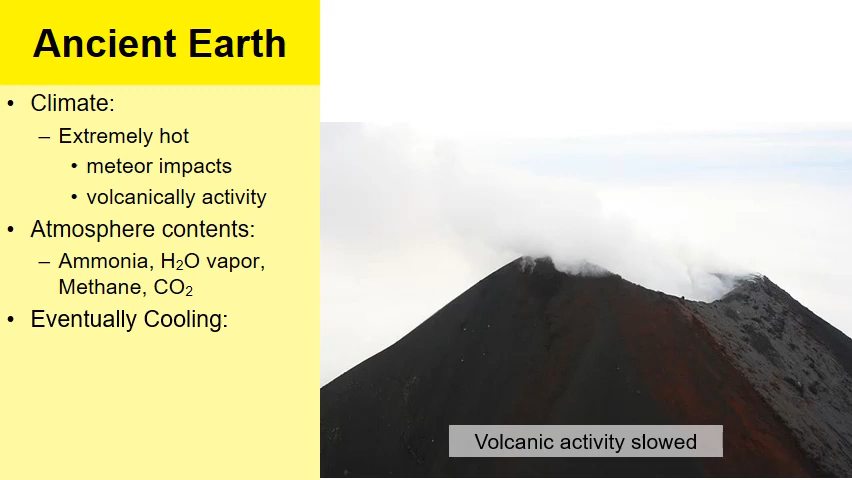 Ancient Earth
• Climate:
– Extremely hot
• meteor impacts
• volcanically activity
• Atmosphere contents:
– Ammonia, H₂O vapor,
Methane, CO₂
• Eventually Cooling:
Volcanic activity slowed